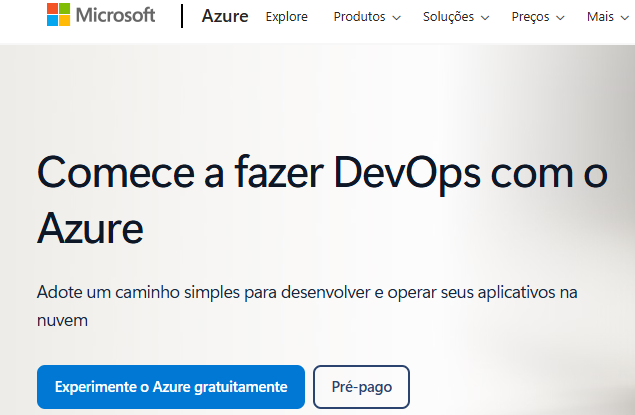 Microsoft Azure Explore Produtos Soluções Preços Mais
Comece a fazer DevOps com o
Azure
Adote um caminho simples para desenvolver e operar seus aplicativos na
nuvem
Experimente o Azure gratuitamente Pré-pago